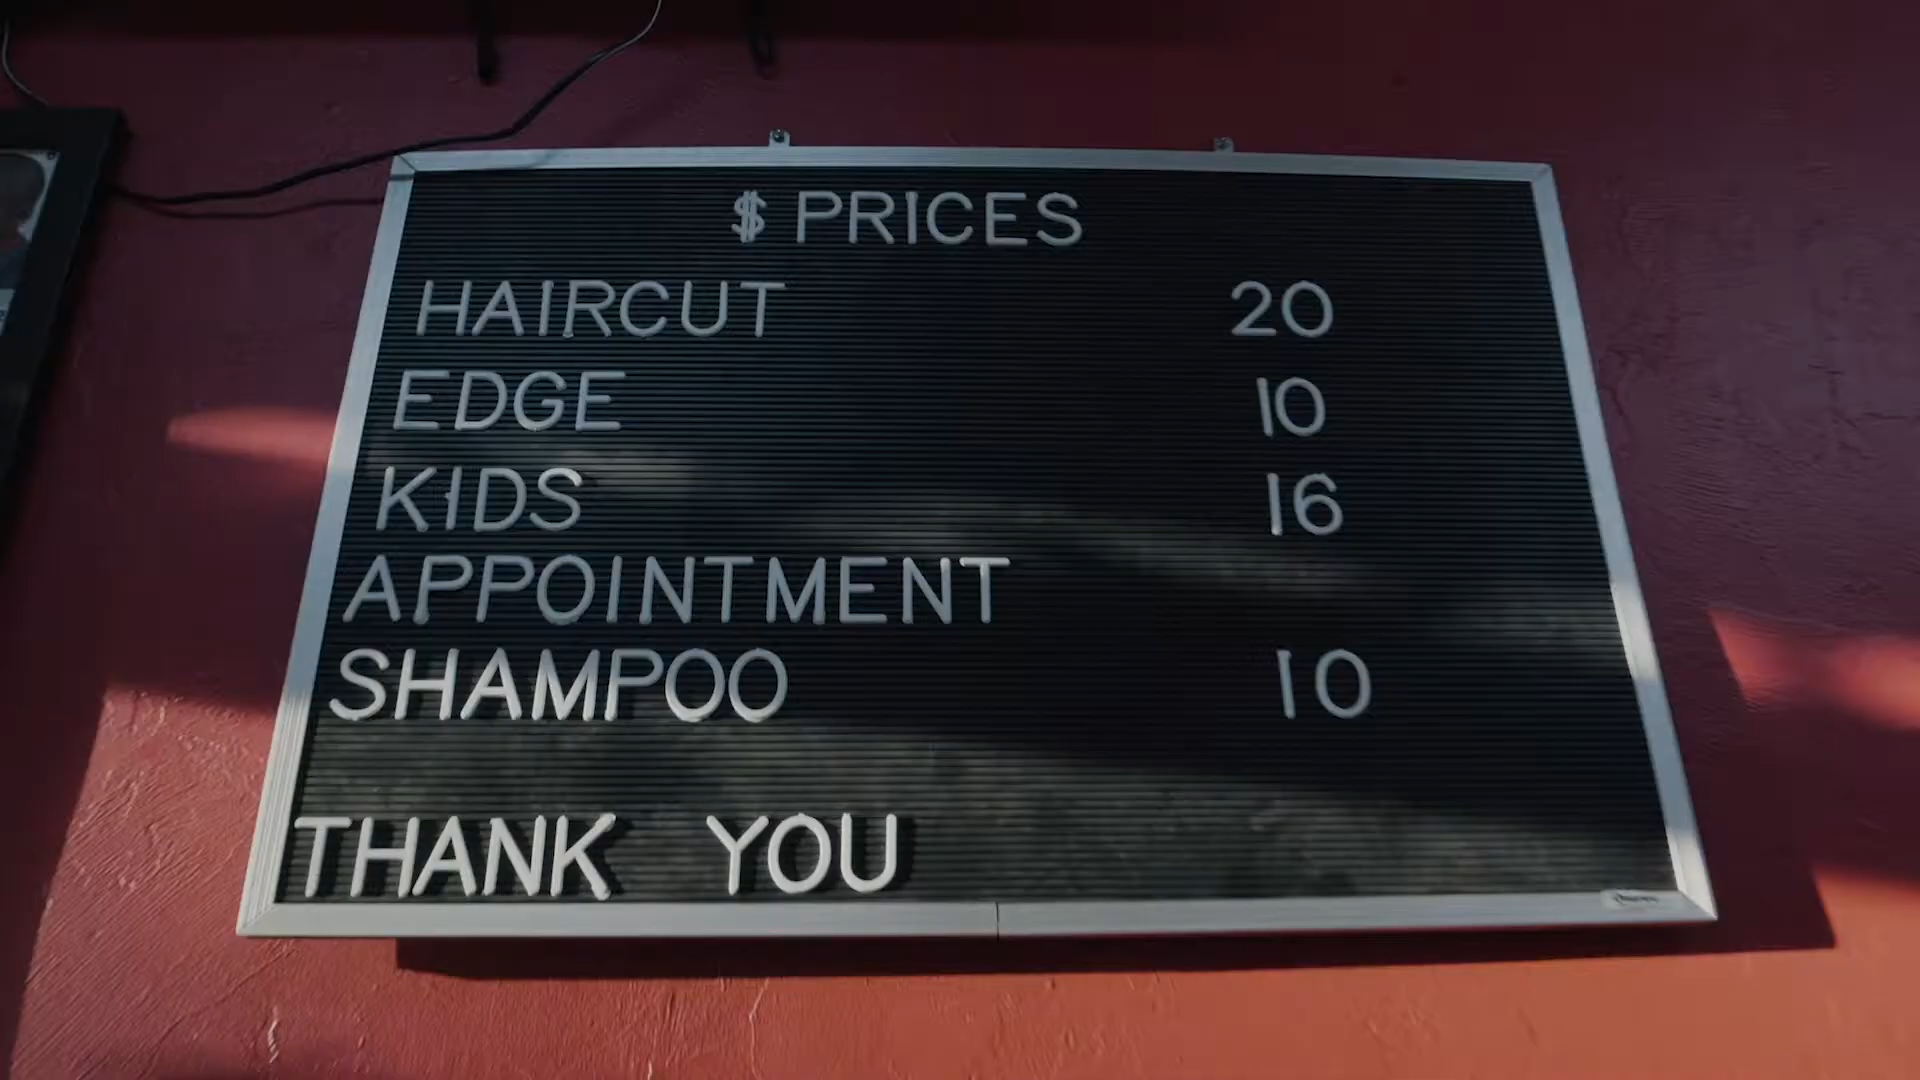 $ PRICES
HAIRCUT 20
EDGE 10
KIDS 16
APPOINTMENT
SHAMPOO 10
THANK YOU